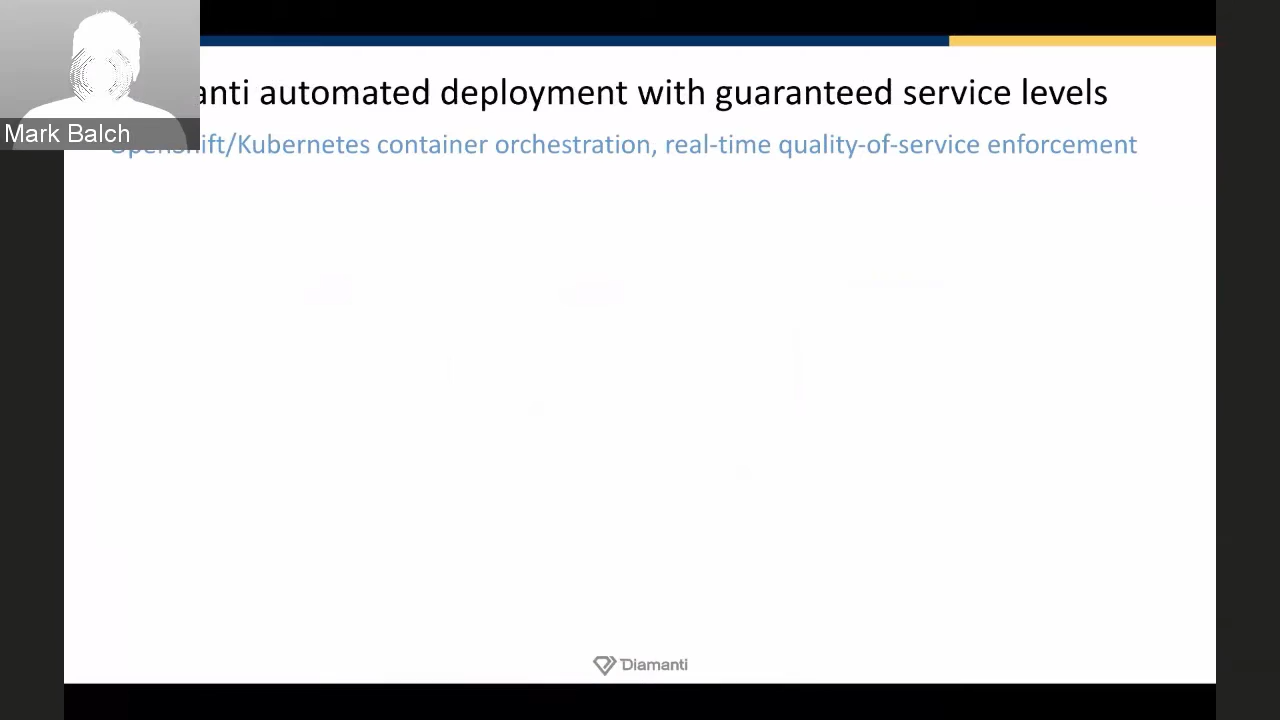 anti automated deployment with guaranteed service levels
Mark Balch
OpenShift/Kubernetes container orchestration, real-time quality-of-service enforcement
Diamanti